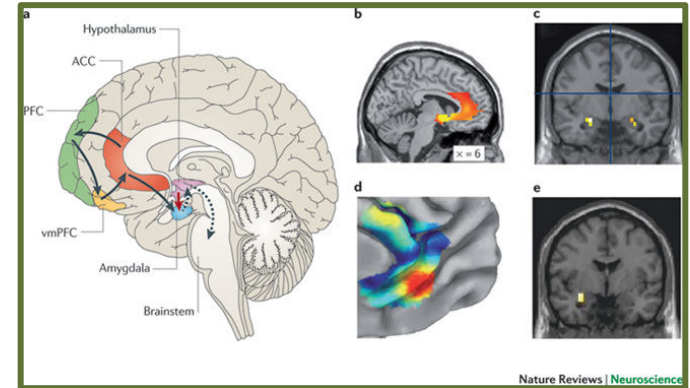 a
Hypothalamus
ACC
PFC
vmPFC
Amygdala
Brainstem
b
x = 6
c
d
e
Nature Reviews | Neuroscience